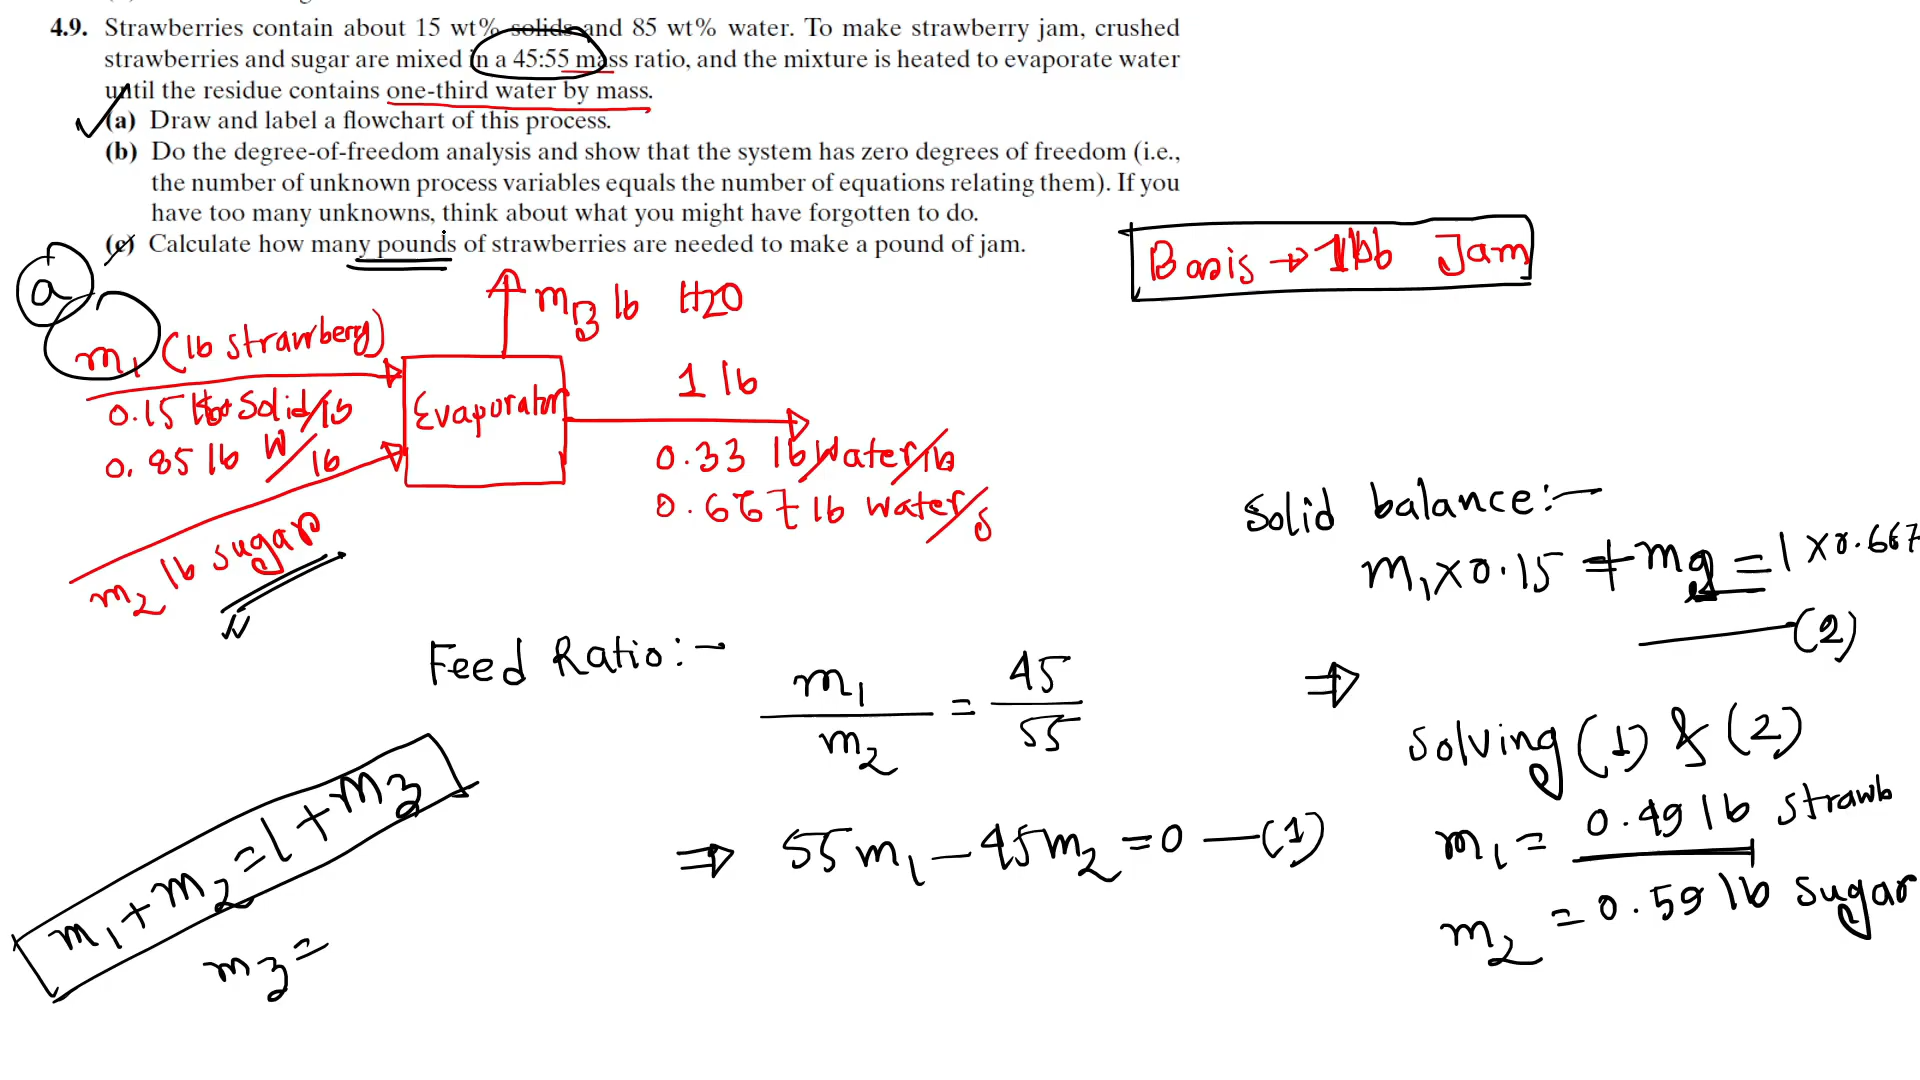 4.9. Strawberries contain about 15 wt% solids and 85 wt% water. To make strawberry jam, crushed
strawberries and sugar are mixed in a 45:55 mass ratio, and the mixture is heated to evaporate water
until the residue contains one-third water by mass.
(a) Draw and label a flowchart of this process.
(b) Do the degree-of-freedom analysis and show that the system has zero degrees of freedom (i.e.,
the number of unknown process variables equals the number of equations relating them). If you
have too many unknowns, think about what you might have forgotten to do.
(c) Calculate how many pounds of strawberries are needed to make a pound of jam.
Basis → 1lb Jam
a
m3 lb H2O
m1 (lb strawberry)
1 lb
0.15 lb Solid/lb
Evaporator
0.85 lb W/lb
0.33 lb Water/lb
0.667 lb water/s
m2 lb sugar
Solid balance:-
m1 x 0.15 + m2 = 1 x 0.667
(2)
Feed Ratio:-
m1/m2 = 45/55
⇒
Solving (1) & (2)
⇒ 55 m1 - 45 m2 = 0 —(1)
m1 = 0.49 lb strawb
m2 = 0.59 lb sugar
m1 + m2 = 1 + m3
m3 =